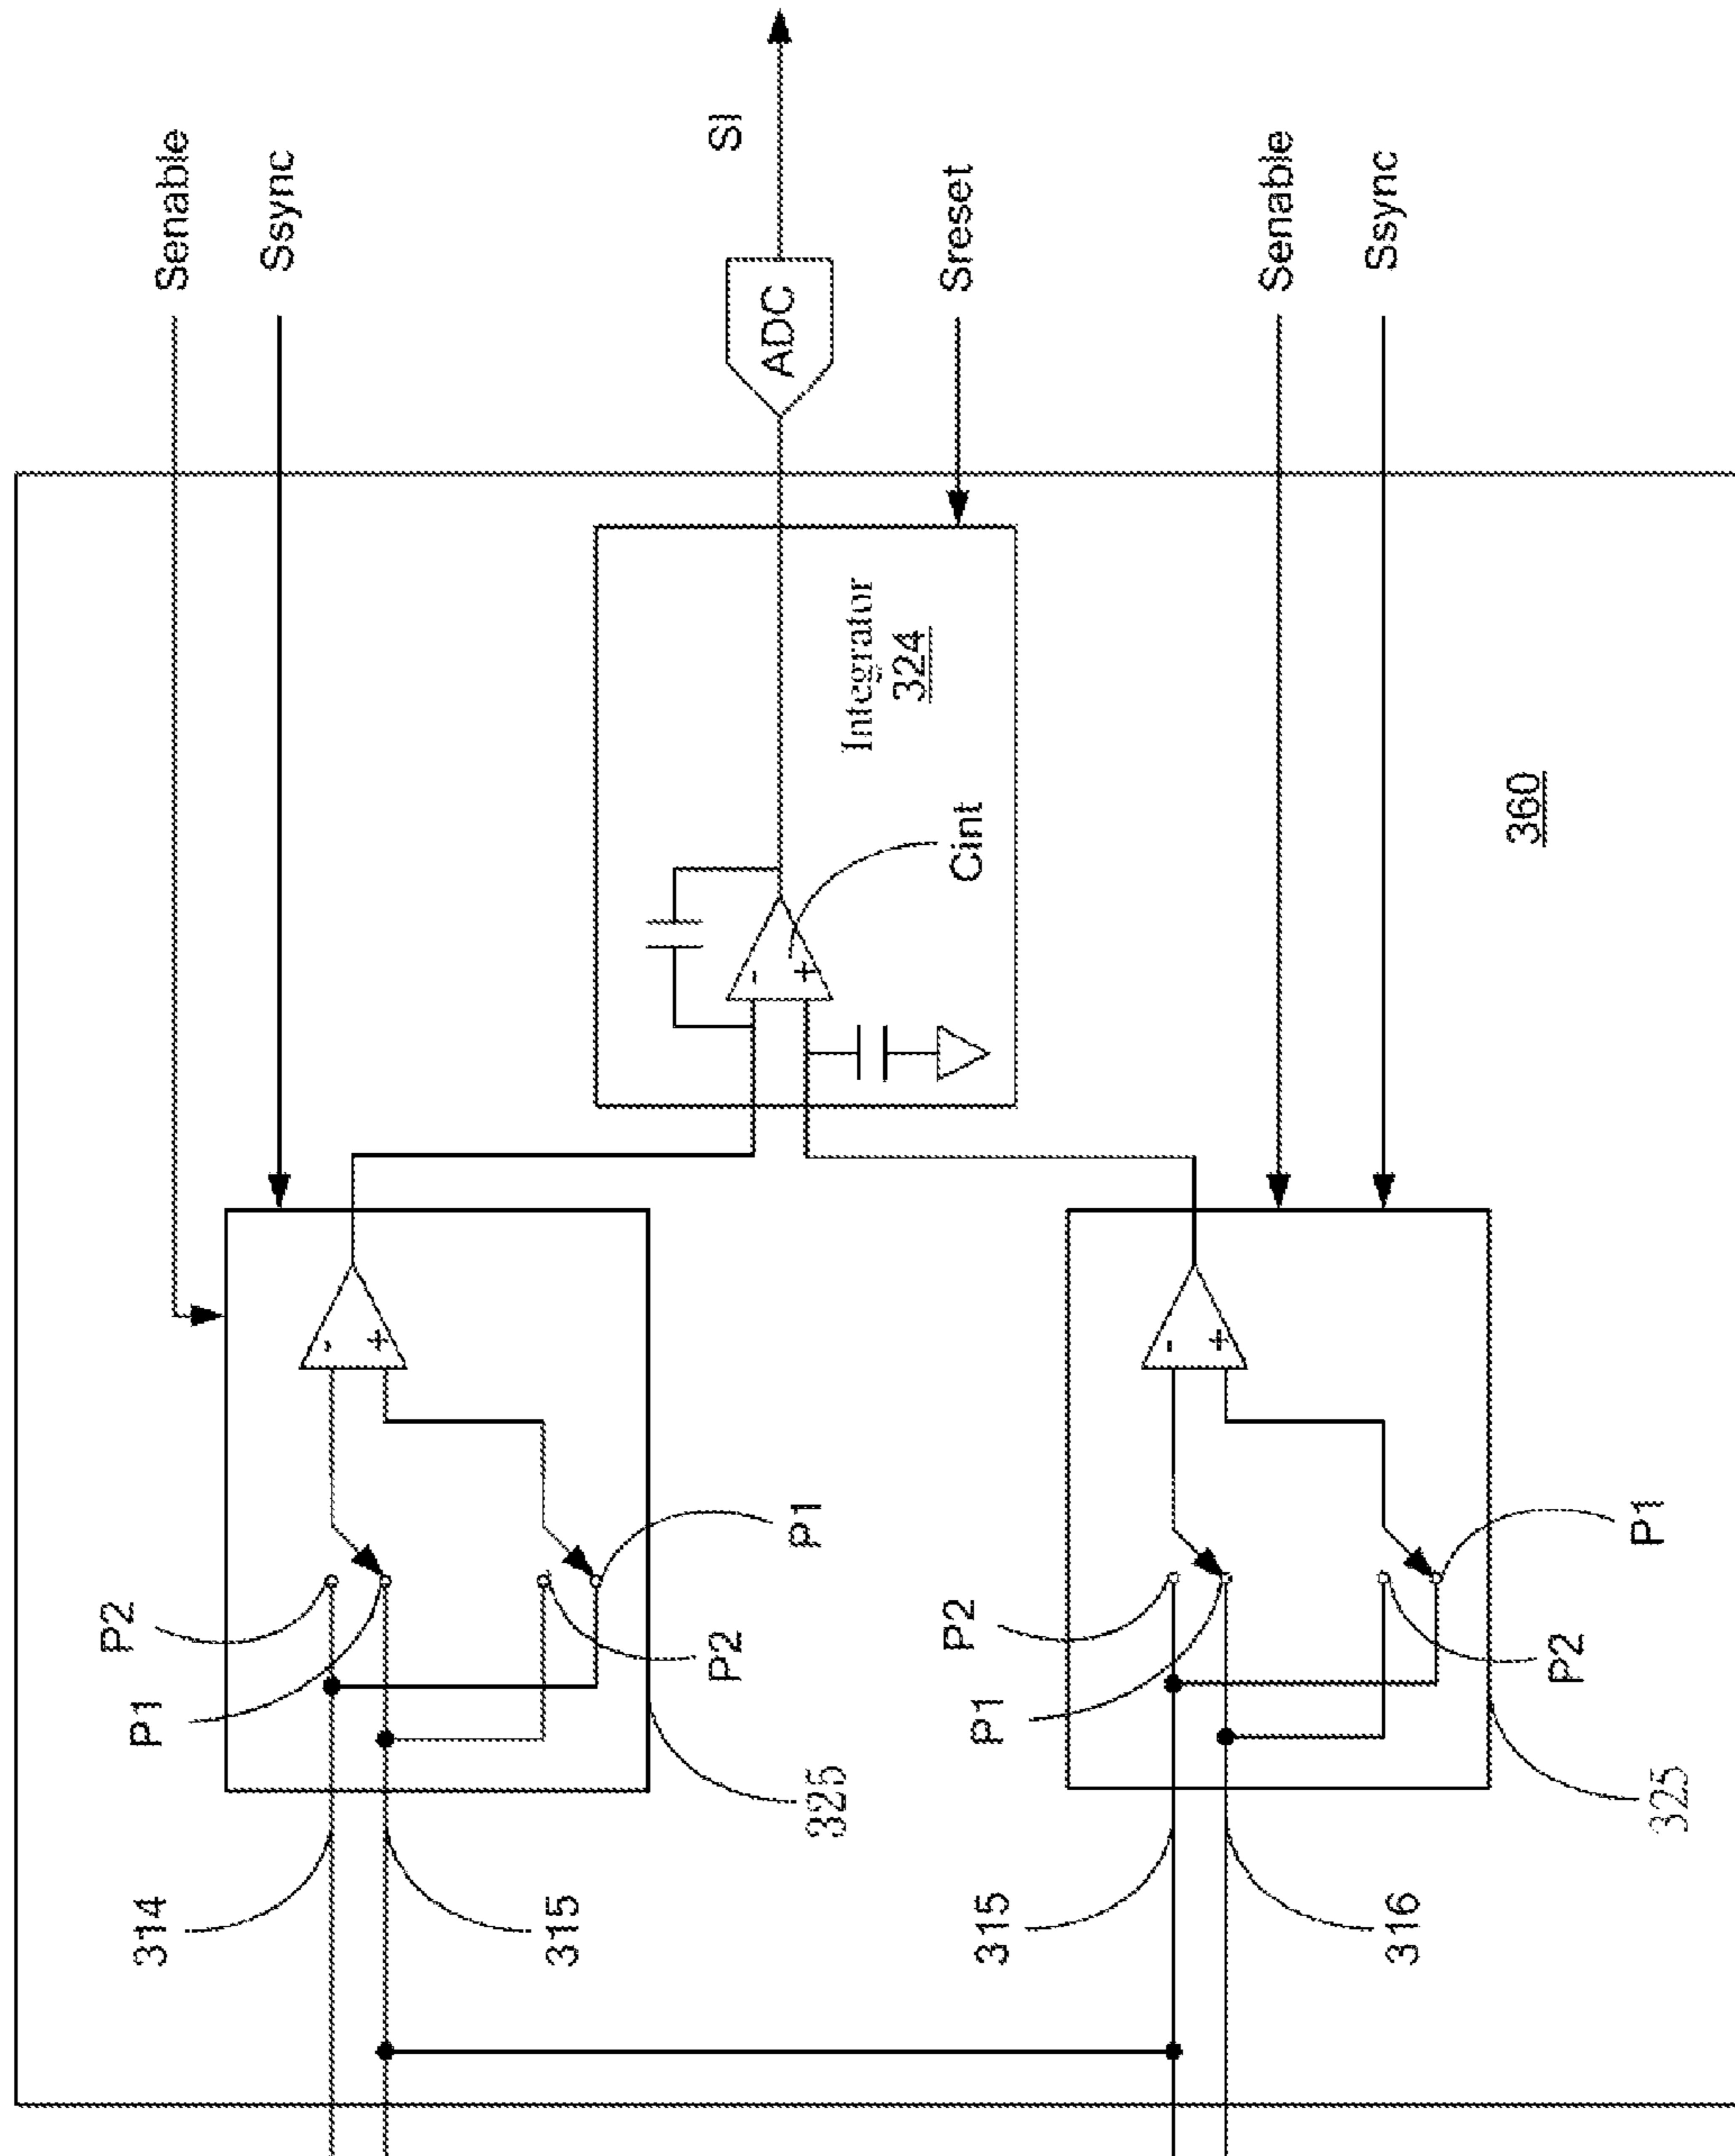 Senable
Ssync
SI
ADC
Sreset
Senable
Ssync
Integrator
324
Cint
360
-
+
-
+
-
+
P2
P1
P2
P1
325
314
315
P2
P1
P2
P1
325
315
316